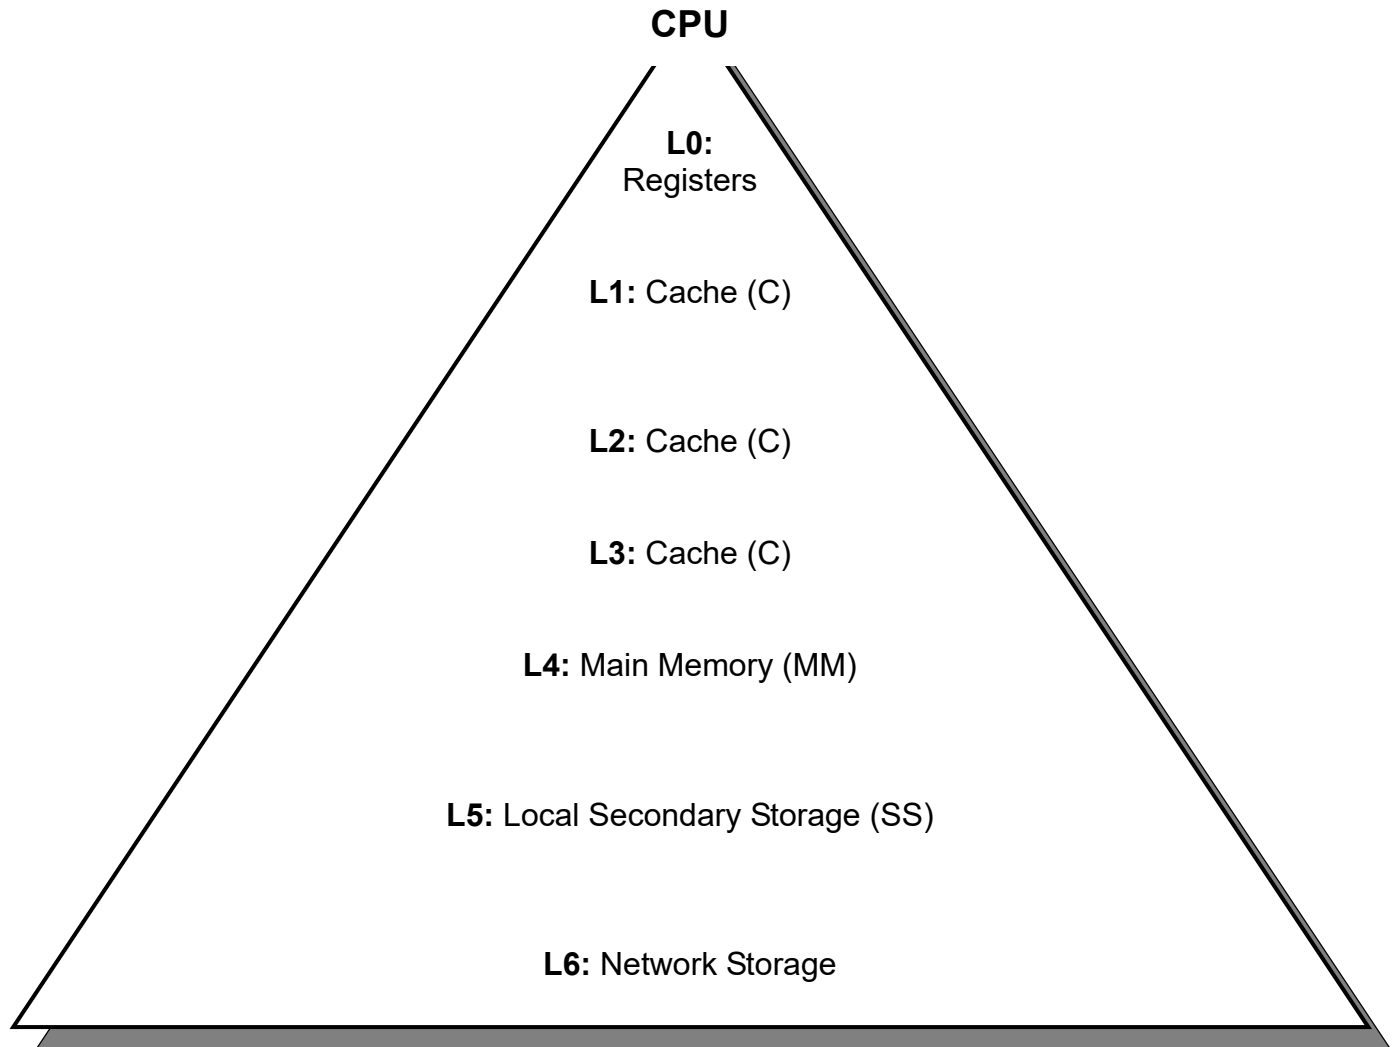 CPU
L0:
Registers
L1: Cache (C)
L2: Cache (C)
L3: Cache (C)
L4: Main Memory (MM)
L5: Local Secondary Storage (SS)
L6: Network Storage